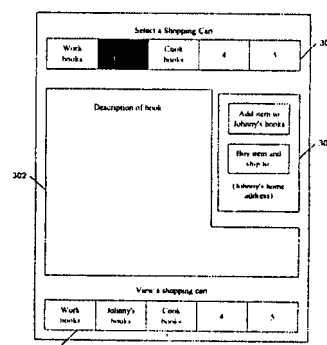 Select a Shopping Cart
Work books
Cook books
4
5
30
Description of book
Add item to Johnny's books
Buy item and ship to
(Johnny's home address)
30
302
View a shopping cart
Work books
Johnny's books
Cook books
4
5